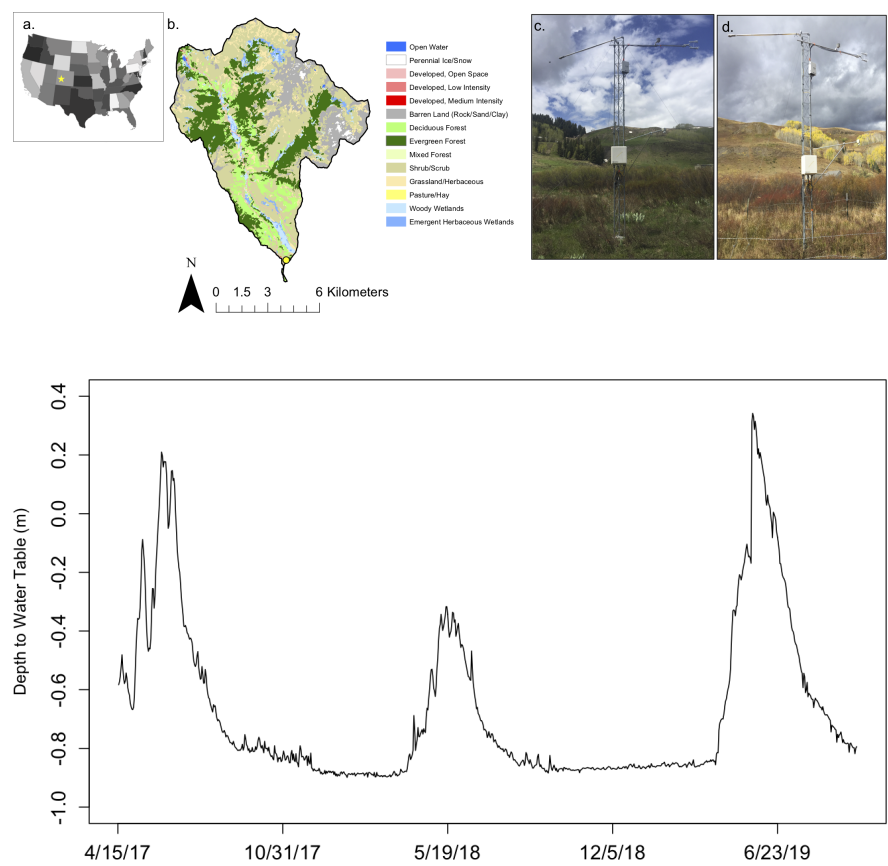 a.
b.
Open Water
Perennial Ice/Snow
Developed, Open Space
Developed, Low Intensity
Developed, Medium Intensity
Barren Land (Rock/Sand/Clay)
Deciduous Forest
Evergreen Forest
Mixed Forest
Shrub/Scrub
Grassland/Herbaceous
Pasture/Hay
Woody Wetlands
Emergent Herbaceous Wetlands
N
0 1.5 3 6 Kilometers
c.
d.
Depth to Water Table (m)
0.4
0.2
0.0
-0.2
-0.4
-0.6
-0.8
-1.0
4/15/17 10/31/17 5/19/18 12/5/18 6/23/19